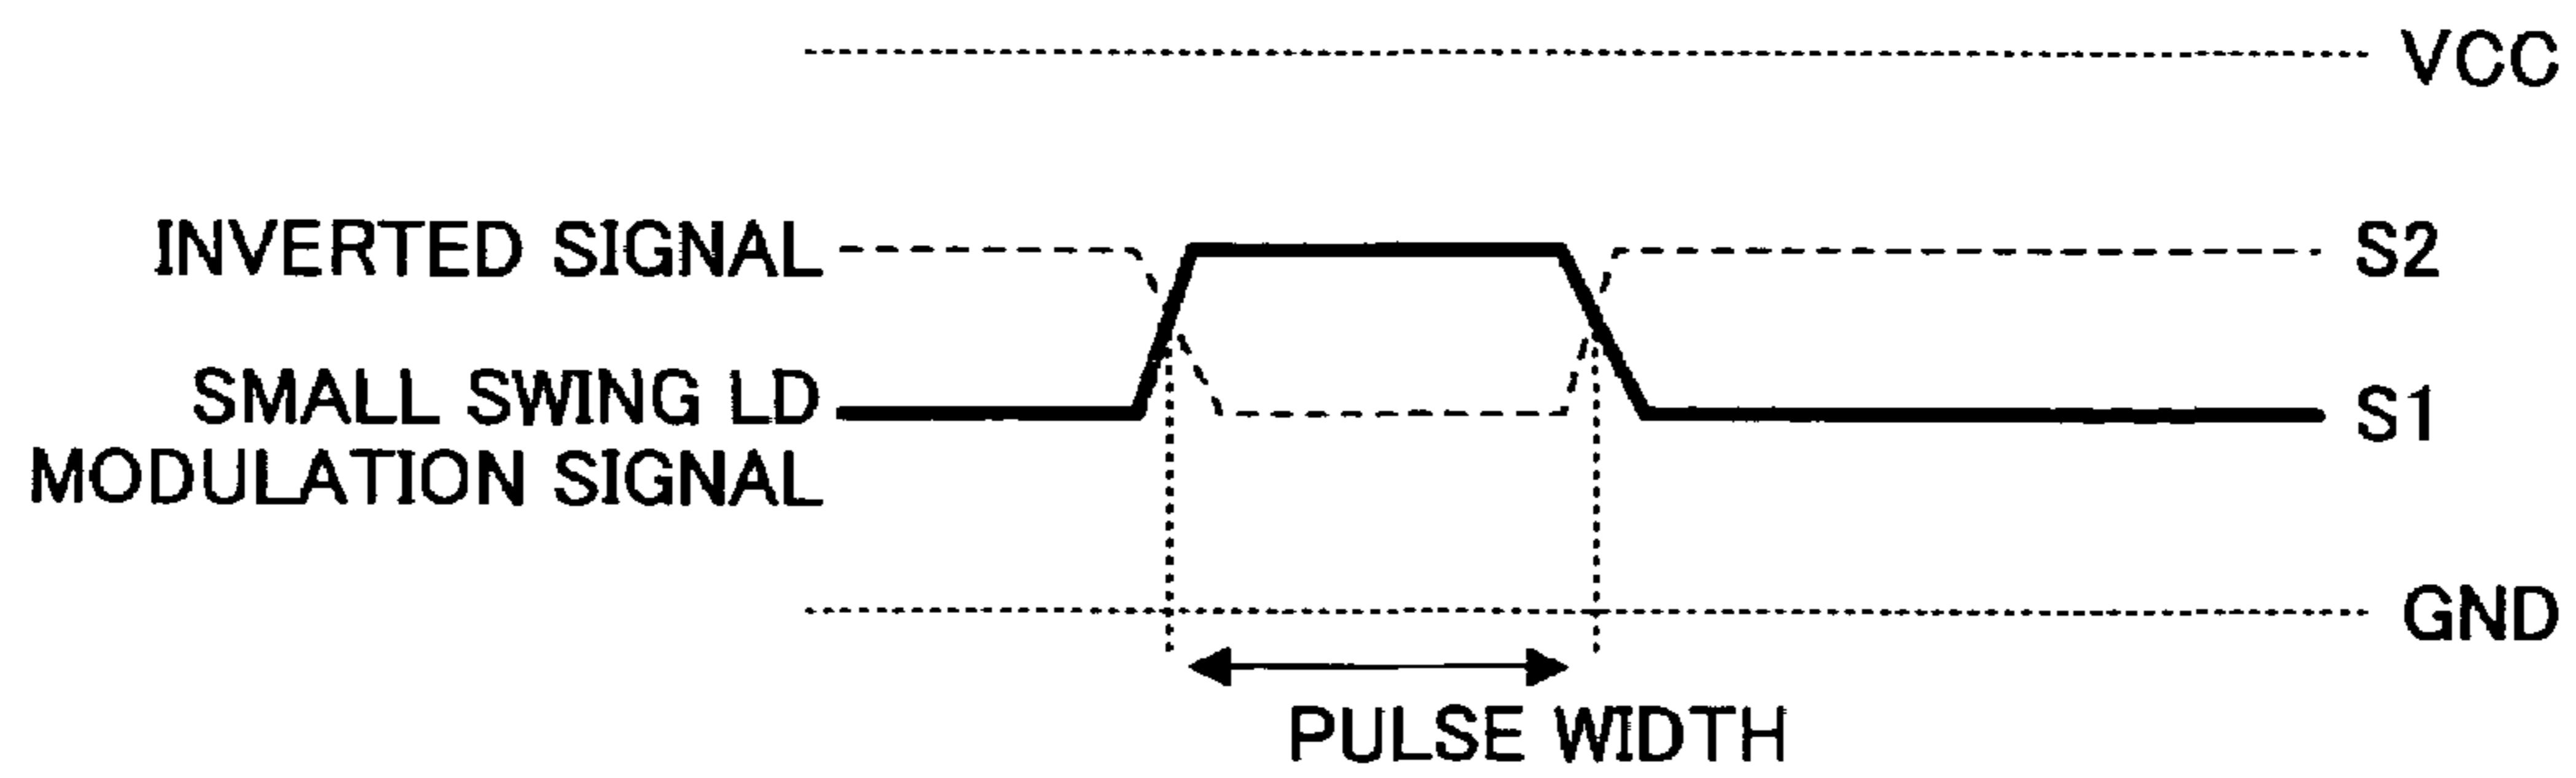 VCC
INVERTED SIGNAL
S2
SMALL SWING LD
MODULATION SIGNAL
S1
GND
PULSE WIDTH